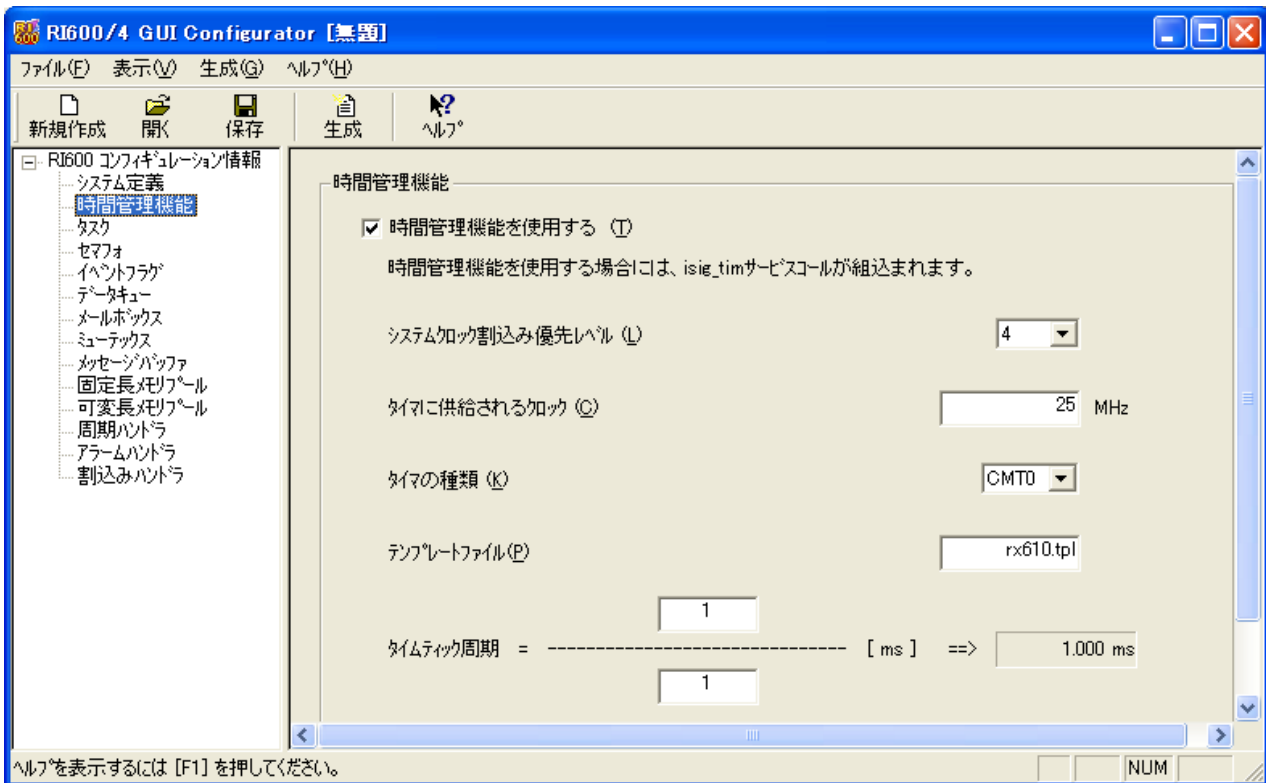 RI600/4 GUI Configurator [無題]
ファイル(F) 表示(V) 生成(G) ヘルプ(H)
新規作成 開く 保存 生成 ヘルプ
RI600 コンフィギュレーション情報
システム定義
時間管理機能
タスク
セマフォ
イベントフラグ
データキュー
メールボックス
ミューテックス
メッセージバッファ
固定長メモリプール
可変長メモリプール
周期ハンドラ
アラームハンドラ
割込みハンドラ
時間管理機能
時間管理機能を使用する (T)
時間管理機能を使用する場合には、isig_timサービスコールが組込まれます。
システムクロック割込み優先レベル (L) 4
タイマに供給されるクロック (C) 25 MHz
タイマの種類 (K) CMT0
テンプレートファイル(P) rx610.tpl
1
タイムティック周期 = ------------------------------- [ ms ] ==> 1.000 ms
1
ヘルプを表示するには [F1] を押してください。 NUM